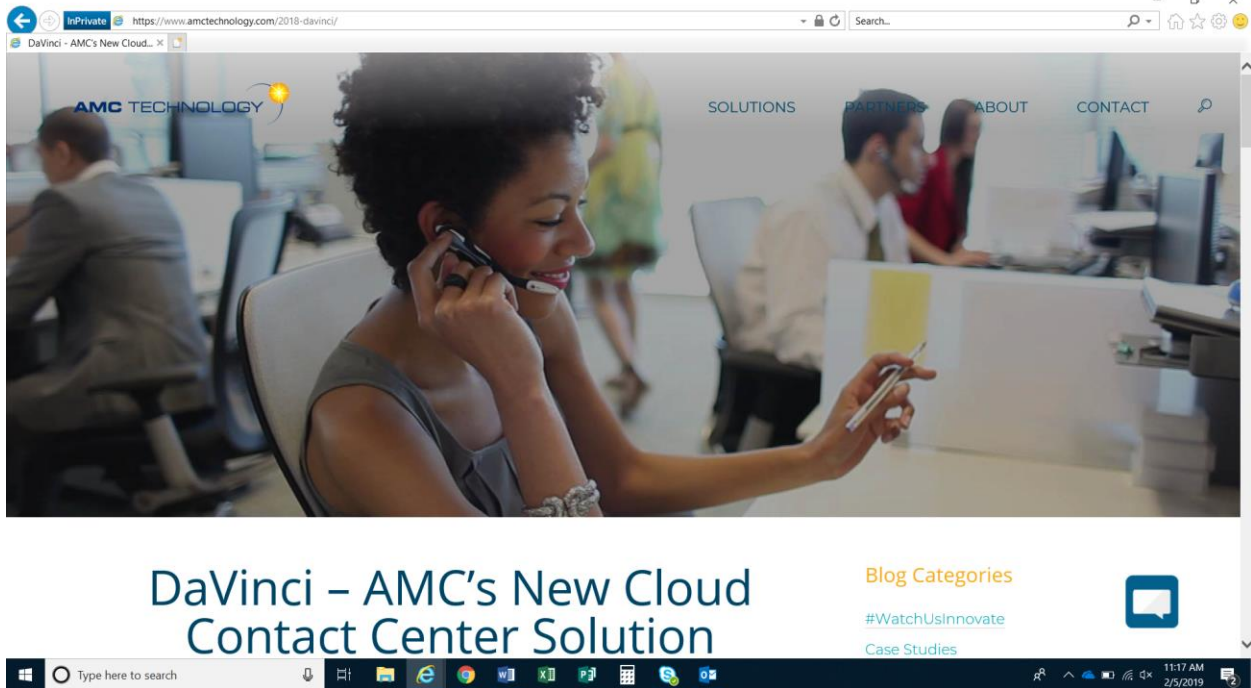 InPrivate https://www.amctechnology.com/2018-davinci/ Search...
DaVinci - AMC's New Cloud...
AMC TECHNOLOGY SOLUTIONS PARTNERS ABOUT CONTACT
DaVinci – AMC's New Cloud
Contact Center Solution
Blog Categories
#WatchUsInnovate
Case Studies
Type here to search
11:17 AM
2/5/2019
2